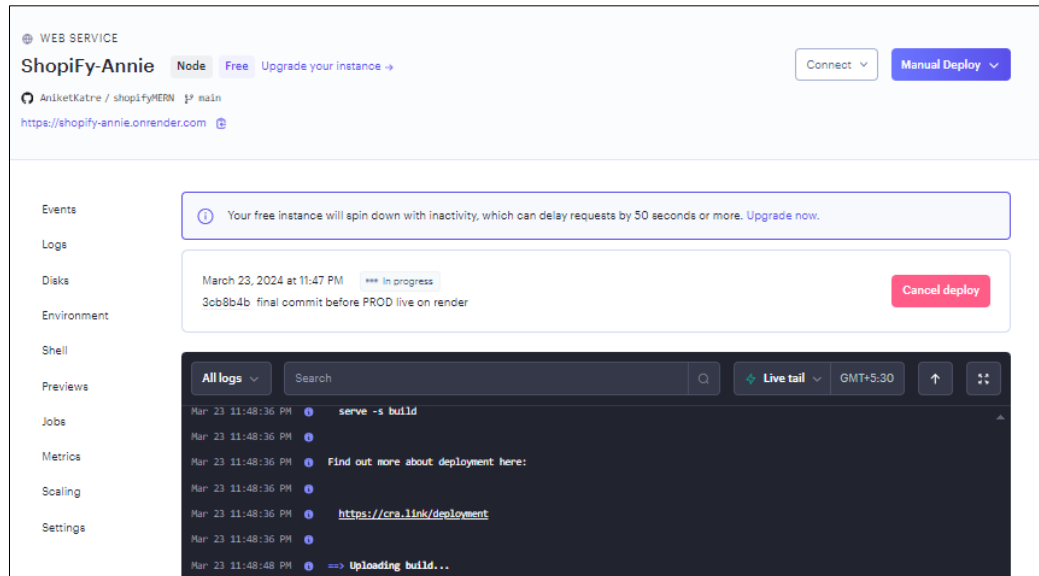 WEB SERVICE
ShopiFy-Annie Node Free Upgrade your instance →
Connect Manual Deploy
AniketKatre / shopifyMERN main
https://shopify-annie.onrender.com
Events
Logs
Disks
Environment
Shell
Previews
Jobs
Metrics
Scaling
Settings
Your free instance will spin down with inactivity, which can delay requests by 50 seconds or more. Upgrade now.
March 23, 2024 at 11:47 PM In progress
3cb8b4b final commit before PROD live on render
Cancel deploy
All logs Search Live tail GMT+5:30
Mar 23 11:48:36 PM serve -s build
Mar 23 11:48:36 PM
Mar 23 11:48:36 PM Find out more about deployment here:
Mar 23 11:48:36 PM
Mar 23 11:48:36 PM https://cra.link/deployment
Mar 23 11:48:36 PM
Mar 23 11:48:48 PM ==> Uploading build...